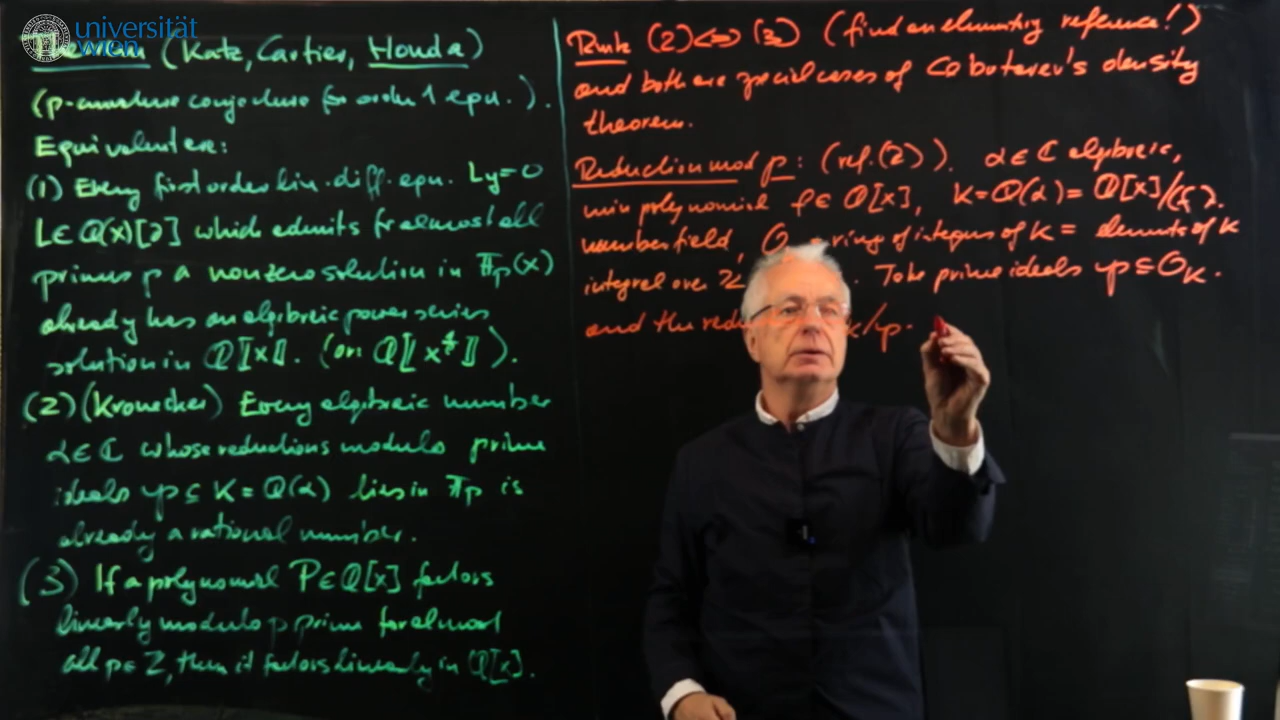 universität
wien
Theorem (Katz, Cartier, Honda)
(p-curvature conjecture for order 1 equ.).
Equivalent are:
(1) Every first order lin. diff. equ. Ly=0
L∈Q(x)[∂] which admits for almost all
primes p a nonzero solution in 𝔽p(x)
already has an algebraic power series
solution in Q[[x]]. (or: Q[[x^{1/k}]]).
(2) (Kronecker) Every algebraic number
α∈ℂ whose reductions modulo prime
ideals 𝔭 ⊆ K = Q(α) lies in 𝔽p is
already a rational number.
(3) If a polynomial P∈Q[x] factors
linearly modulo p prime for almost
all p∈ℤ, then it factors linearly in Q[x].
Rmk (2)⇔(3) (find an elementary reference!)
and both are special cases of Cebotarev's density
theorem.
Reduction mod p: (ref. (2)). α∈ℂ algebraic,
min polynomial f∈Q[x], K=Q(α)=Q[x]/(f).
number field, ring of integers of K = elements of K
integral over ℤ Take prime ideals 𝔭⊆O_K.
and the /𝔭.